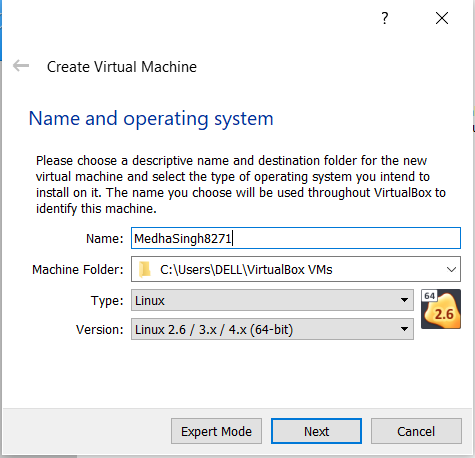 ?
Create Virtual Machine
Name and operating system
Please choose a descriptive name and destination folder for the new
virtual machine and select the type of operating system you intend to
install on it. The name you choose will be used throughout VirtualBox to
identify this machine.
Name: MedhaSingh8271
Machine Folder: C:\Users\DELL\VirtualBox VMs
Type: Linux
64
Version: Linux 2.6 / 3.x / 4.x (64-bit)
2.6
Expert Mode Next Cancel